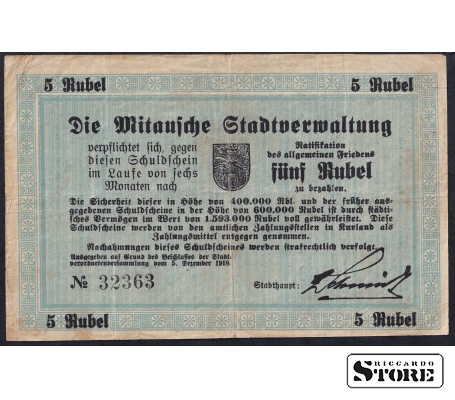 5 Rubel 5 Rubel
Die Mitausche Stadtverwaltung
verpflichtet sich, gegen
diesen Schuldschein
im Laufe von sechs
Monaten nach
Ratifikation
des allgemeinen Friedens
fünf Rubel
zu bezahlen.
Die Sicherheit dieser in Höhe von 400.000 Rbl. und der früher aus-
gegebenen Schuldscheine in der Höhe von 600.000 Rubel ist durch städti-
sches Vermögen im Wert von 1.593.000 Rubel voll gewährleistet. Diese
Schuldscheine werden von den amtlichen Zahlungsstellen in Kurland als
Zahlungsmittel entgegen genommen.
Nachahmungen dieses Schuldscheines werden strafrechtlich verfolgt.
Ausgegeben auf Grund des Beschlusses der Stadt-
verordnetenversammlung vom 5. Dezember 1918.
№ 32363
Stadthaupt:
5 Rubel 5 Rubel
RICCARDO
STORE